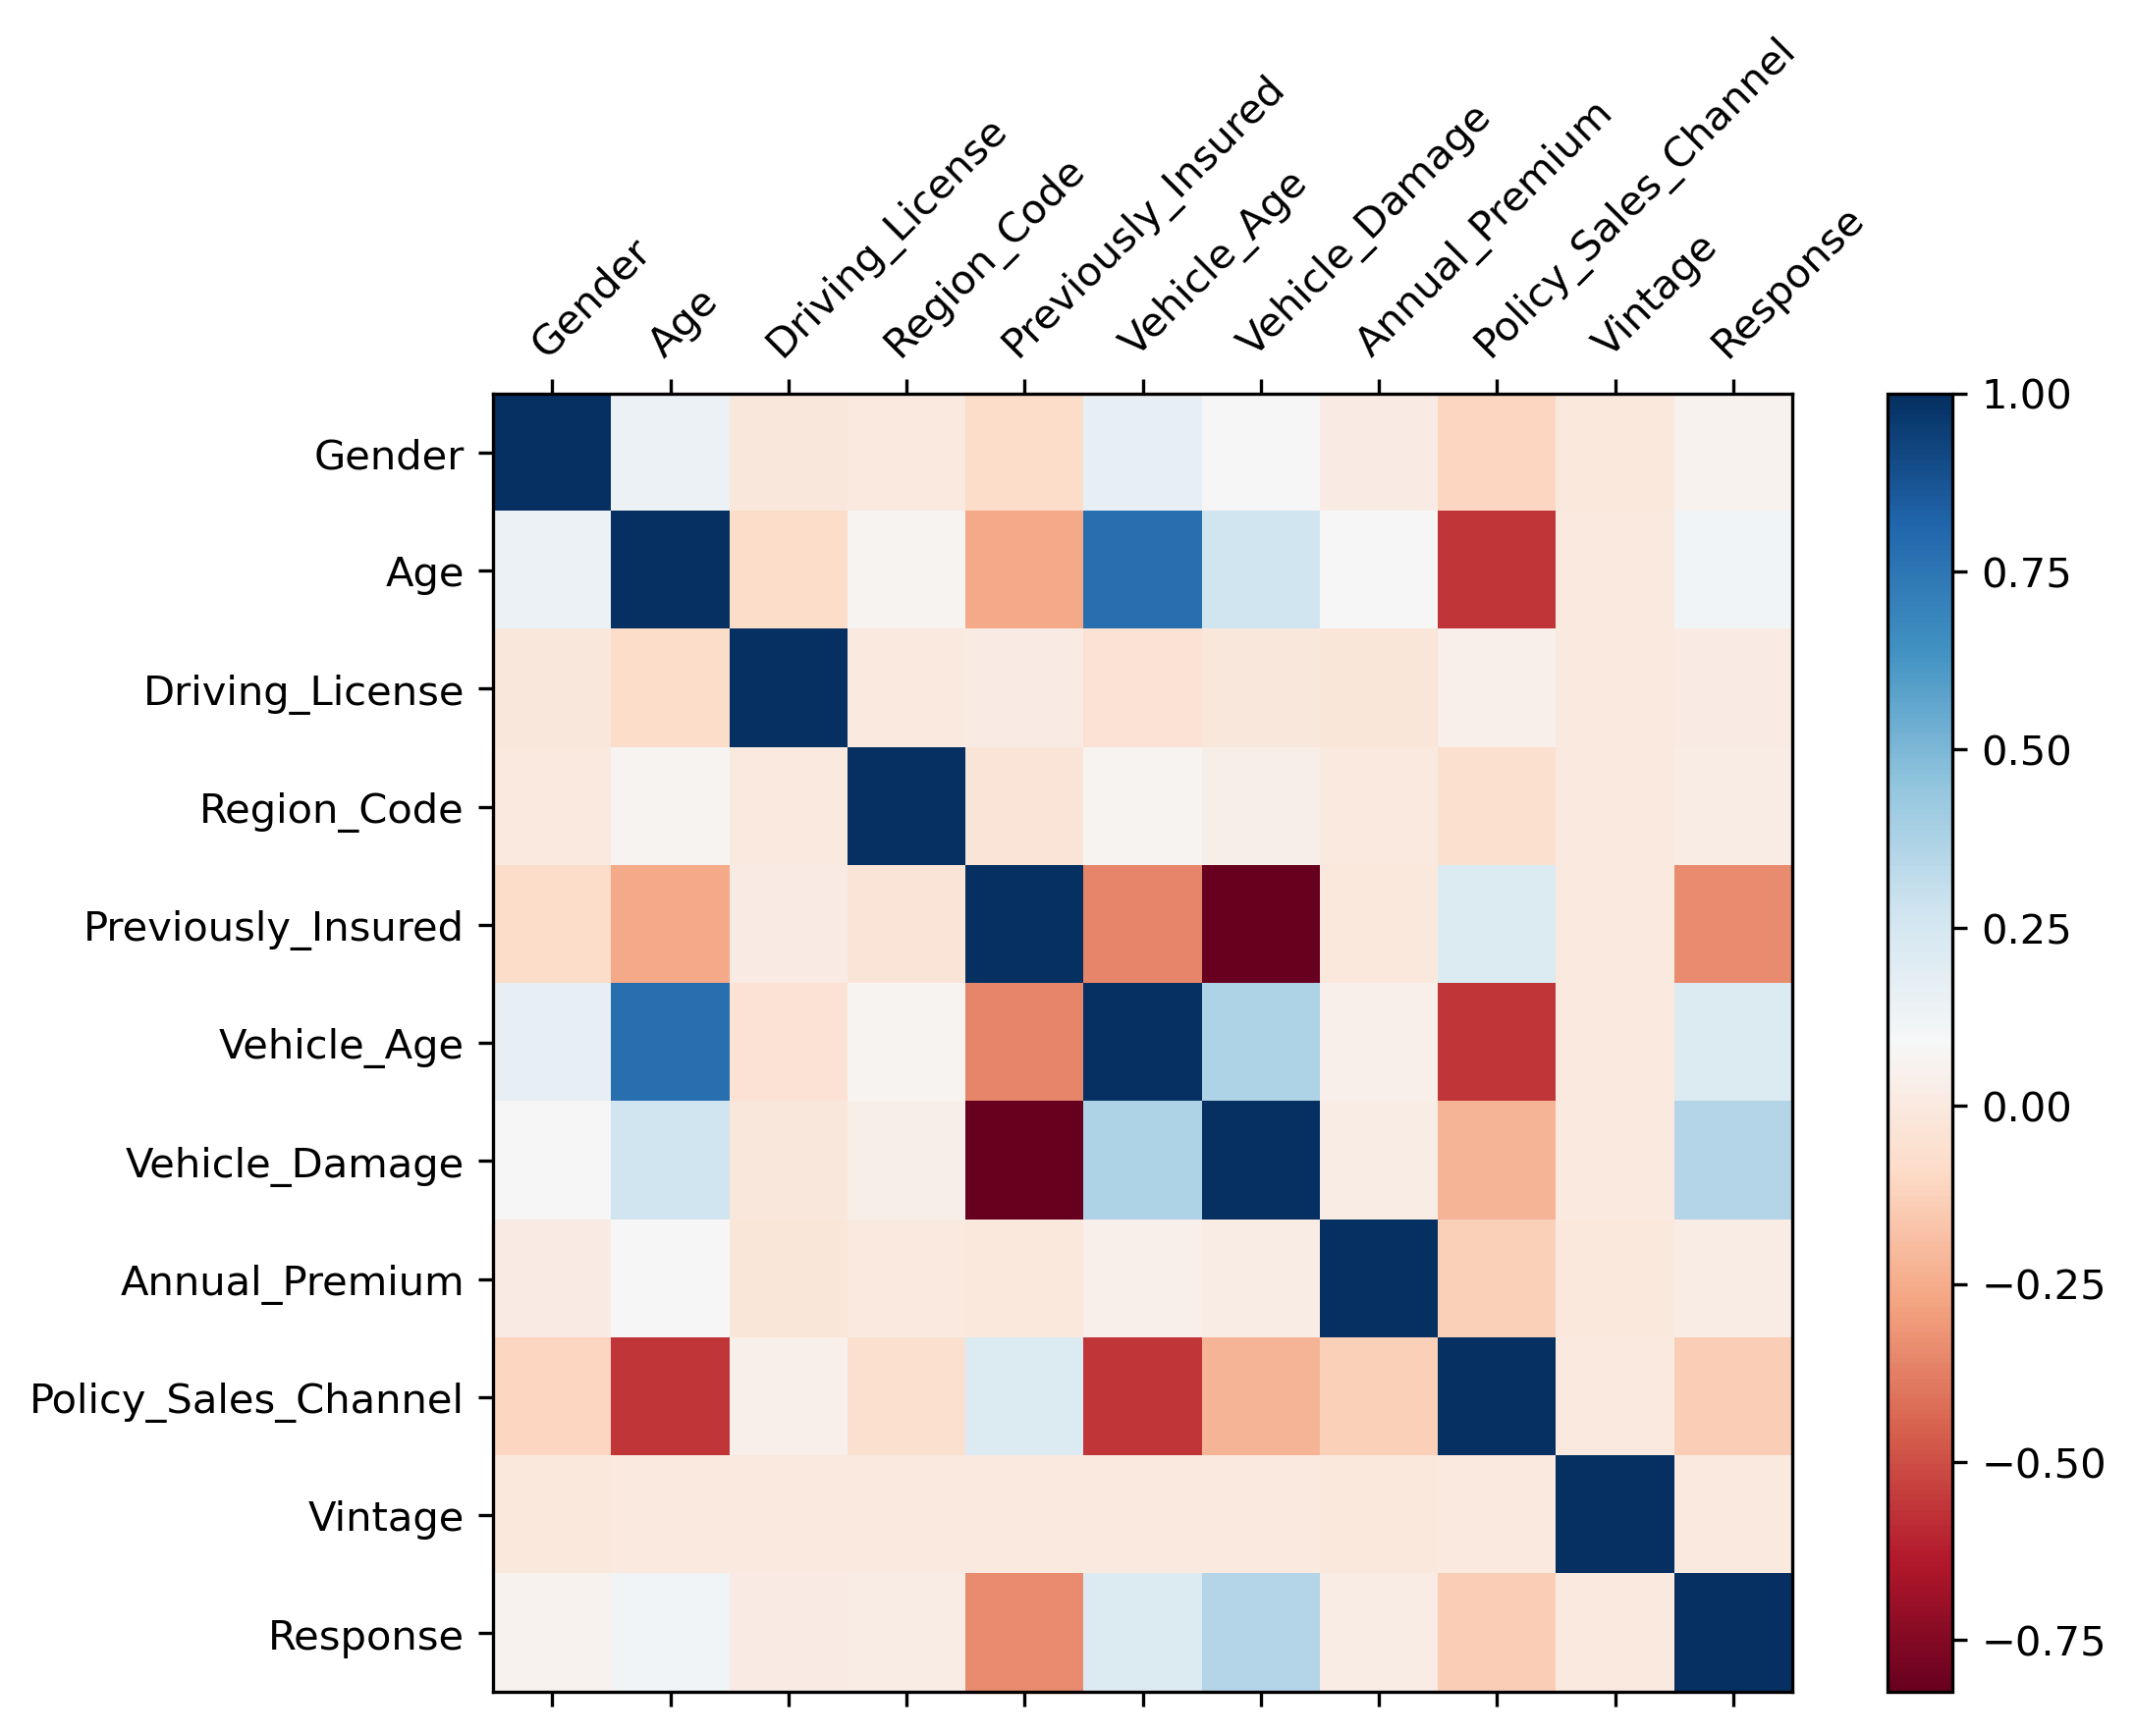 Gender
Age
Driving_License
Region_Code
Previously_Insured
Vehicle_Age
Vehicle_Damage
Annual_Premium
Policy_Sales_Channel
Vintage
Response
Gender
Age
Driving_License
Region_Code
Previously_Insured
Vehicle_Age
Vehicle_Damage
Annual_Premium
Policy_Sales_Channel
Vintage
Response
1.00
0.75
0.50
0.25
0.00
−0.25
−0.50
−0.75